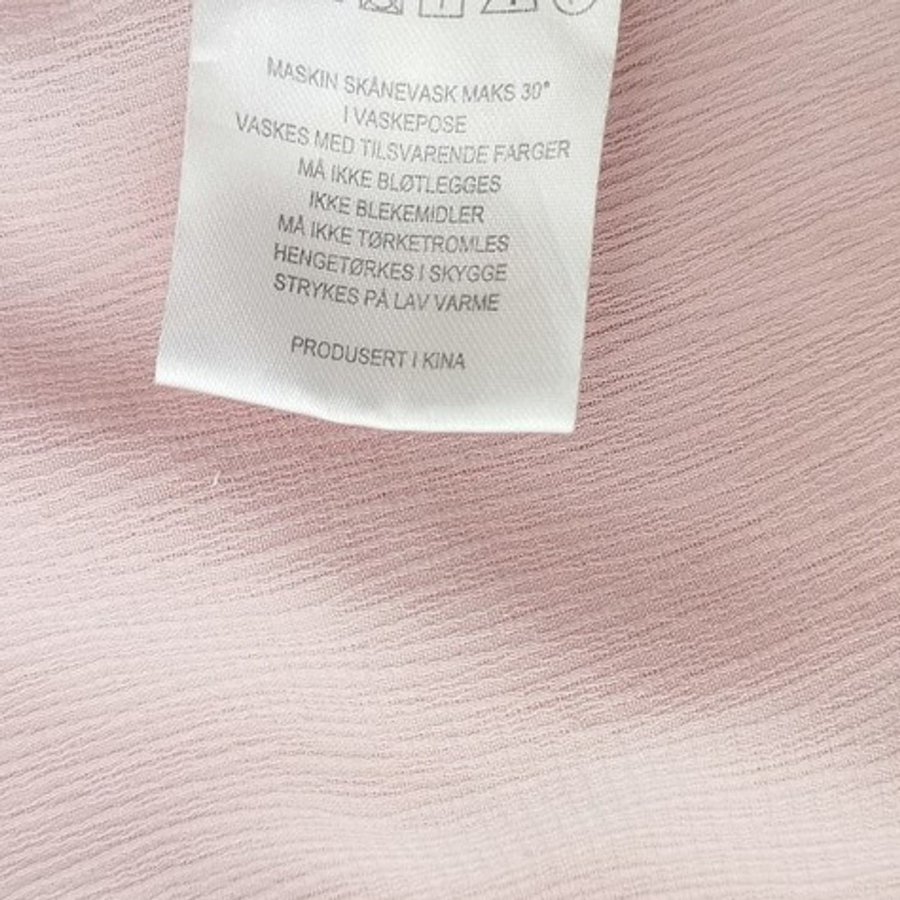 MASKIN SKÅNEVASK MAKS 30°
I VASKEPOSE
VASKES MED TILSVARENDE FARGER
MÅ IKKE BLØTLEGGES
IKKE BLEKEMIDLER
MÅ IKKE TØRKETROMLES
HENGETØRKES I SKYGGE
STRYKES PÅ LAV VARME
PRODUSERT I KINA